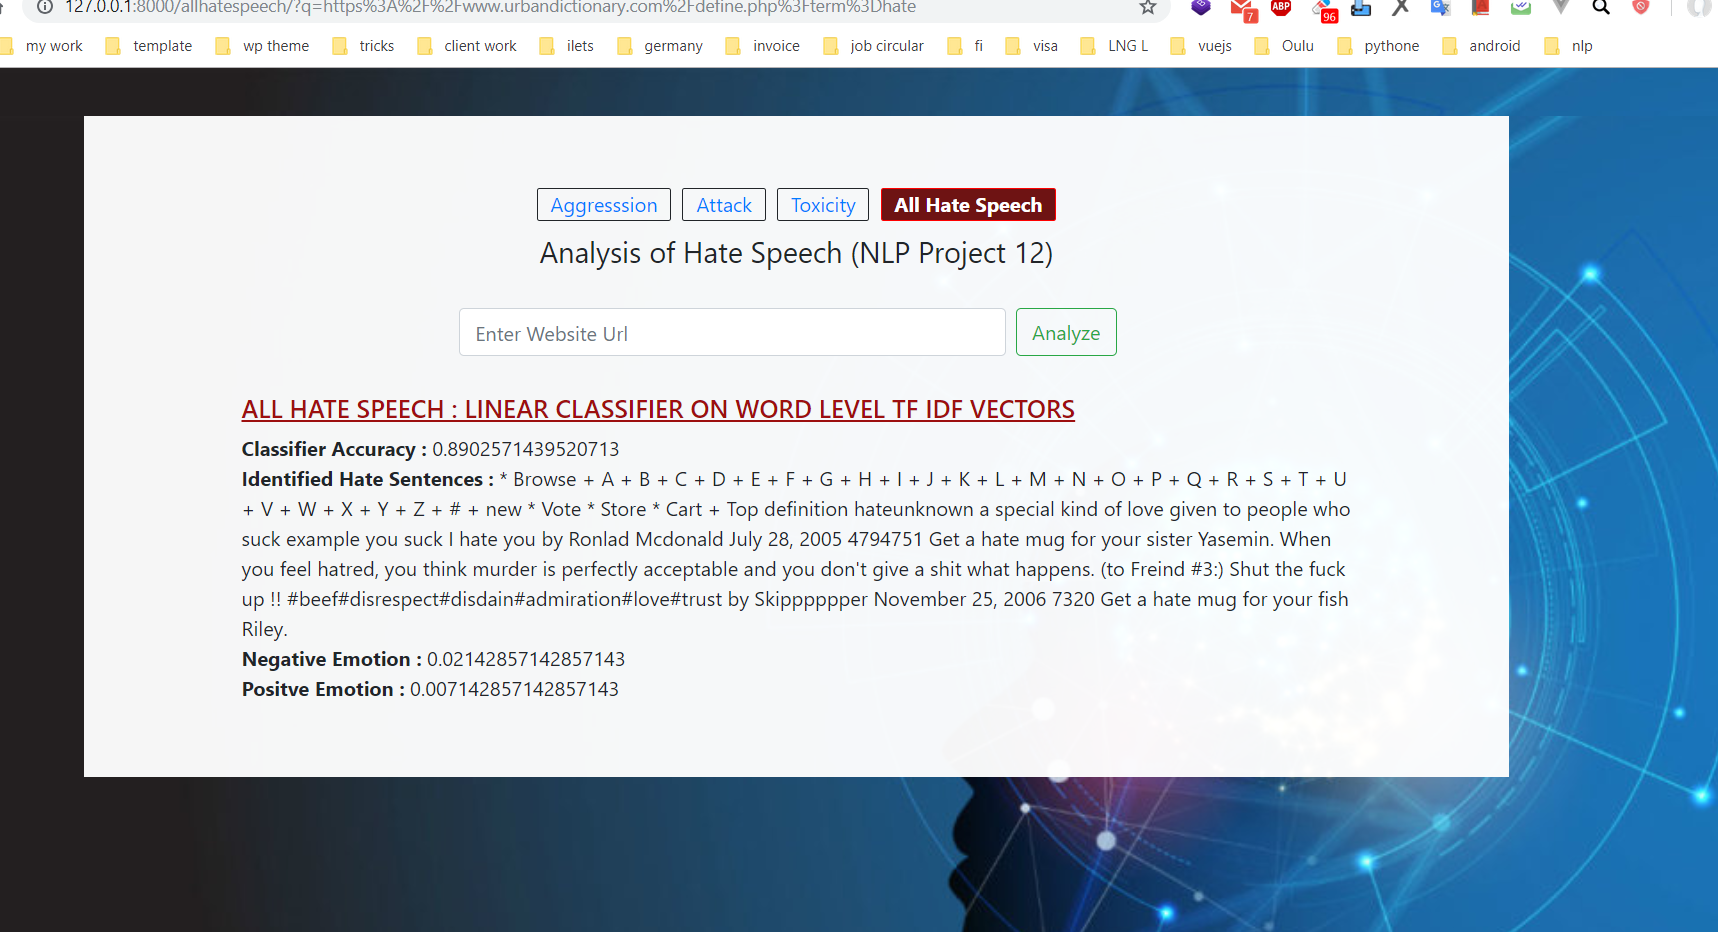 127.0.0.1:8000/allhatespeech/?q=https%3A%2F%2Fwww.urbandictionary.com%2Fdefine.php%3Fterm%3Dhate
7 ABP 96
my work template wp theme tricks client work ilets germany invoice job circular fi visa LNG L vuejs Oulu pythone android nlp
Aggresssion Attack Toxicity All Hate Speech
Analysis of Hate Speech (NLP Project 12)
Enter Website Url Analyze
ALL HATE SPEECH : LINEAR CLASSIFIER ON WORD LEVEL TF IDF VECTORS
Classifier Accuracy : 0.8902571439520713
Identified Hate Sentences : * Browse + A + B + C + D + E + F + G + H + I + J + K + L + M + N + O + P + Q + R + S + T + U
+ V + W + X + Y + Z + # + new * Vote * Store * Cart + Top definition hateunknown a special kind of love given to people who
suck example you suck I hate you by Ronlad Mcdonald July 28, 2005 4794751 Get a hate mug for your sister Yasemin. When
you feel hatred, you think murder is perfectly acceptable and you don't give a shit what happens. (to Freind #3:) Shut the fuck
up !! #beef#disrespect#disdain#admiration#love#trust by Skipppppper November 25, 2006 7320 Get a hate mug for your fish
Riley.
Negative Emotion : 0.02142857142857143
Positve Emotion : 0.007142857142857143